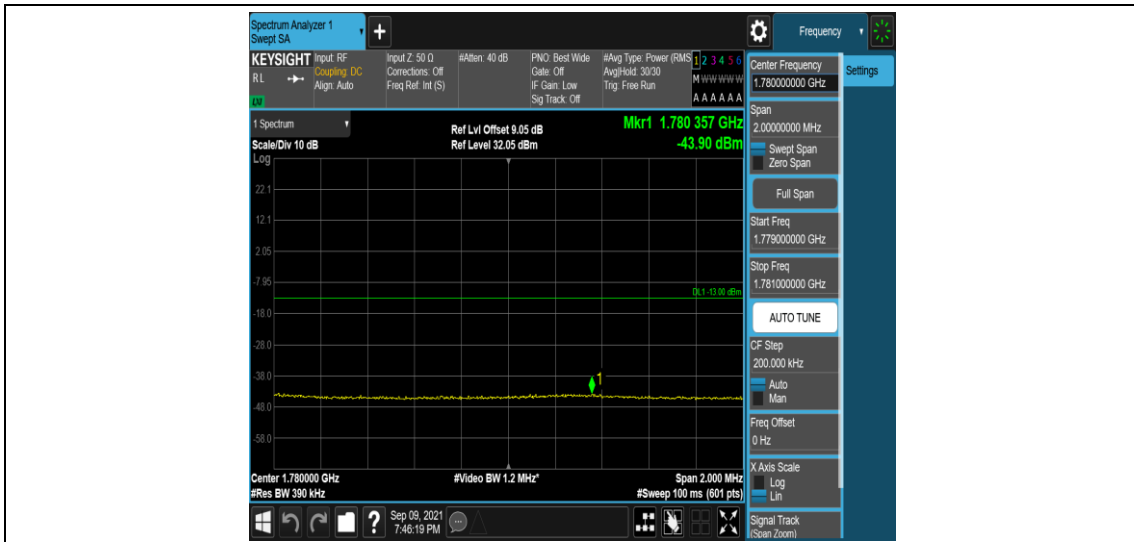 Spectrum Analyzer 1
Swept SA
Frequency
KEYSIGHT Input: RF
R L
Coupling: DC
Align: Auto
LXI
Input Z: 50 Ω
Corrections: Off
Freq Ref: Int (S)
#Atten: 40 dB
PNO: Best Wide
Gate: Off
IF Gain: Low
Sig Track: Off
#Avg Type: Power (RMS
Avg|Hold: 30/30
Trig: Free Run
1 2 3 4 5 6
M W W W W W
A A A A A A
1 Spectrum
Scale/Div 10 dB
Log
Ref Lvl Offset 9.05 dB
Ref Level 32.05 dBm
Mkr1 1.780 357 GHz
-43.90 dBm
22.1
12.1
2.05
-7.95
DL1 -13.00 dBm
-18.0
-28.0
-38.0
1
-48.0
-58.0
Center 1.780000 GHz
#Res BW 390 kHz
#Video BW 1.2 MHz*
Span 2.000 MHz
#Sweep 100 ms (601 pts)
?
Sep 09, 2021
7:46:19 PM
Center Frequency
1.780000000 GHz
Settings
Span
2.00000000 MHz
Swept Span
Zero Span
Full Span
Start Freq
1.779000000 GHz
Stop Freq
1.781000000 GHz
AUTO TUNE
CF Step
200.000 kHz
Auto
Man
Freq Offset
0 Hz
X Axis Scale
Log
Lin
Signal Track
(Span Zoom)